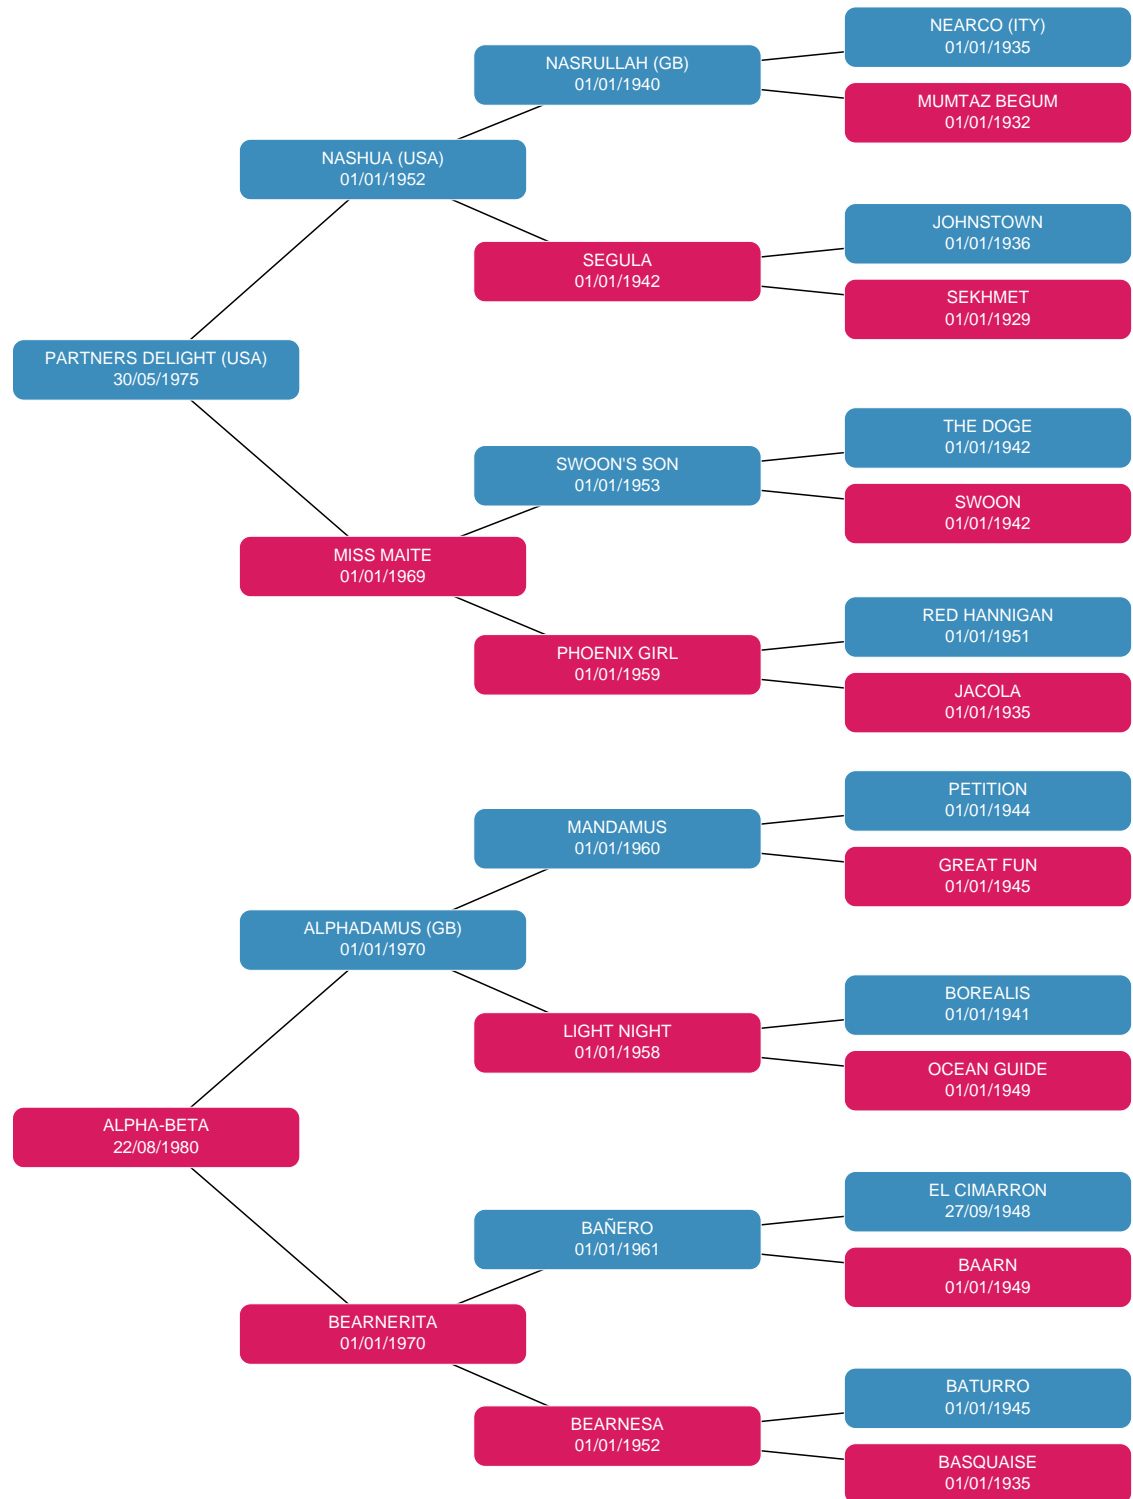 NEARCO (ITY)
01/01/1935
NASRULLAH (GB)
01/01/1940
MUMTAZ BEGUM
01/01/1932
NASHUA (USA)
01/01/1952
JOHNSTOWN
01/01/1936
SEGULA
01/01/1942
SEKHMET
01/01/1929
PARTNERS DELIGHT (USA)
30/05/1975
THE DOGE
01/01/1942
SWOON'S SON
01/01/1953
SWOON
01/01/1942
MISS MAITE
01/01/1969
RED HANNIGAN
01/01/1951
PHOENIX GIRL
01/01/1959
JACOLA
01/01/1935
PETITION
01/01/1944
MANDAMUS
01/01/1960
GREAT FUN
01/01/1945
ALPHADAMUS (GB)
01/01/1970
BOREALIS
01/01/1941
LIGHT NIGHT
01/01/1958
OCEAN GUIDE
01/01/1949
ALPHA-BETA
22/08/1980
EL CIMARRON
27/09/1948
BAÑERO
01/01/1961
BAARN
01/01/1949
BEARNERITA
01/01/1970
BATURRO
01/01/1945
BEARNESA
01/01/1952
BASQUAISE
01/01/1935